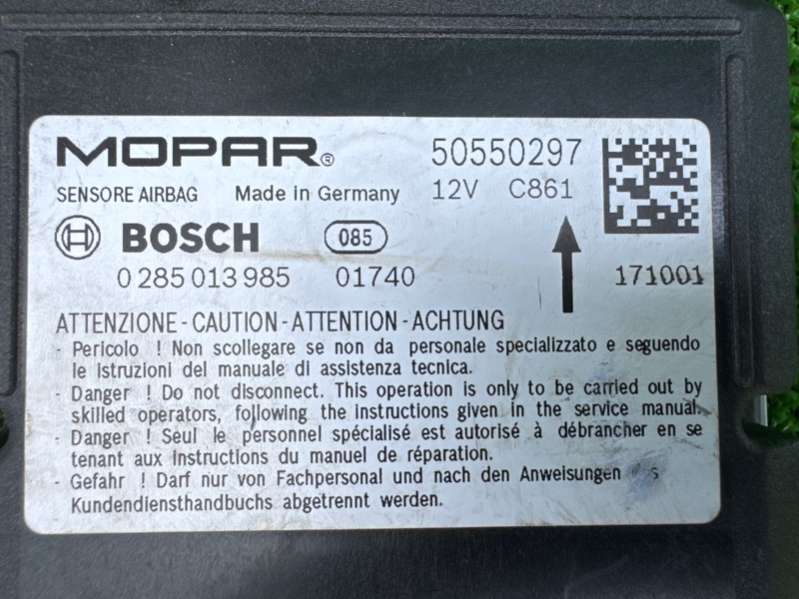 MOPAR® 50550297
SENSORE AIRBAG Made in Germany 12V C861
BOSCH 085
0 285 013 985 01740 171001
ATTENZIONE - CAUTION - ATTENTION - ACHTUNG
- Pericolo ! Non scollegare se non da personale specializzato e seguendo
le istruzioni del manuale di assistenza tecnica.
- Danger ! Do not disconnect. This operation is only to be carried out by
skilled operators, following the instructions given in the service manual.
- Danger ! Seul le personnel spécialisé est autorisé à débrancher en se
tenant aux instructions du manuel de réparation.
- Gefahr ! Darf nur von Fachpersonal und nach den Anweisungen
Kundendiensthandbuchs abgetrennt werden.